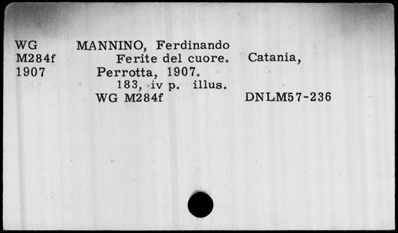 WG MANNINO, Ferdinando
M284f Ferite del cuore. Catania,
1907 Perrotta, 1907.
183, iv p. illus.
WG M284f DNLM57-236